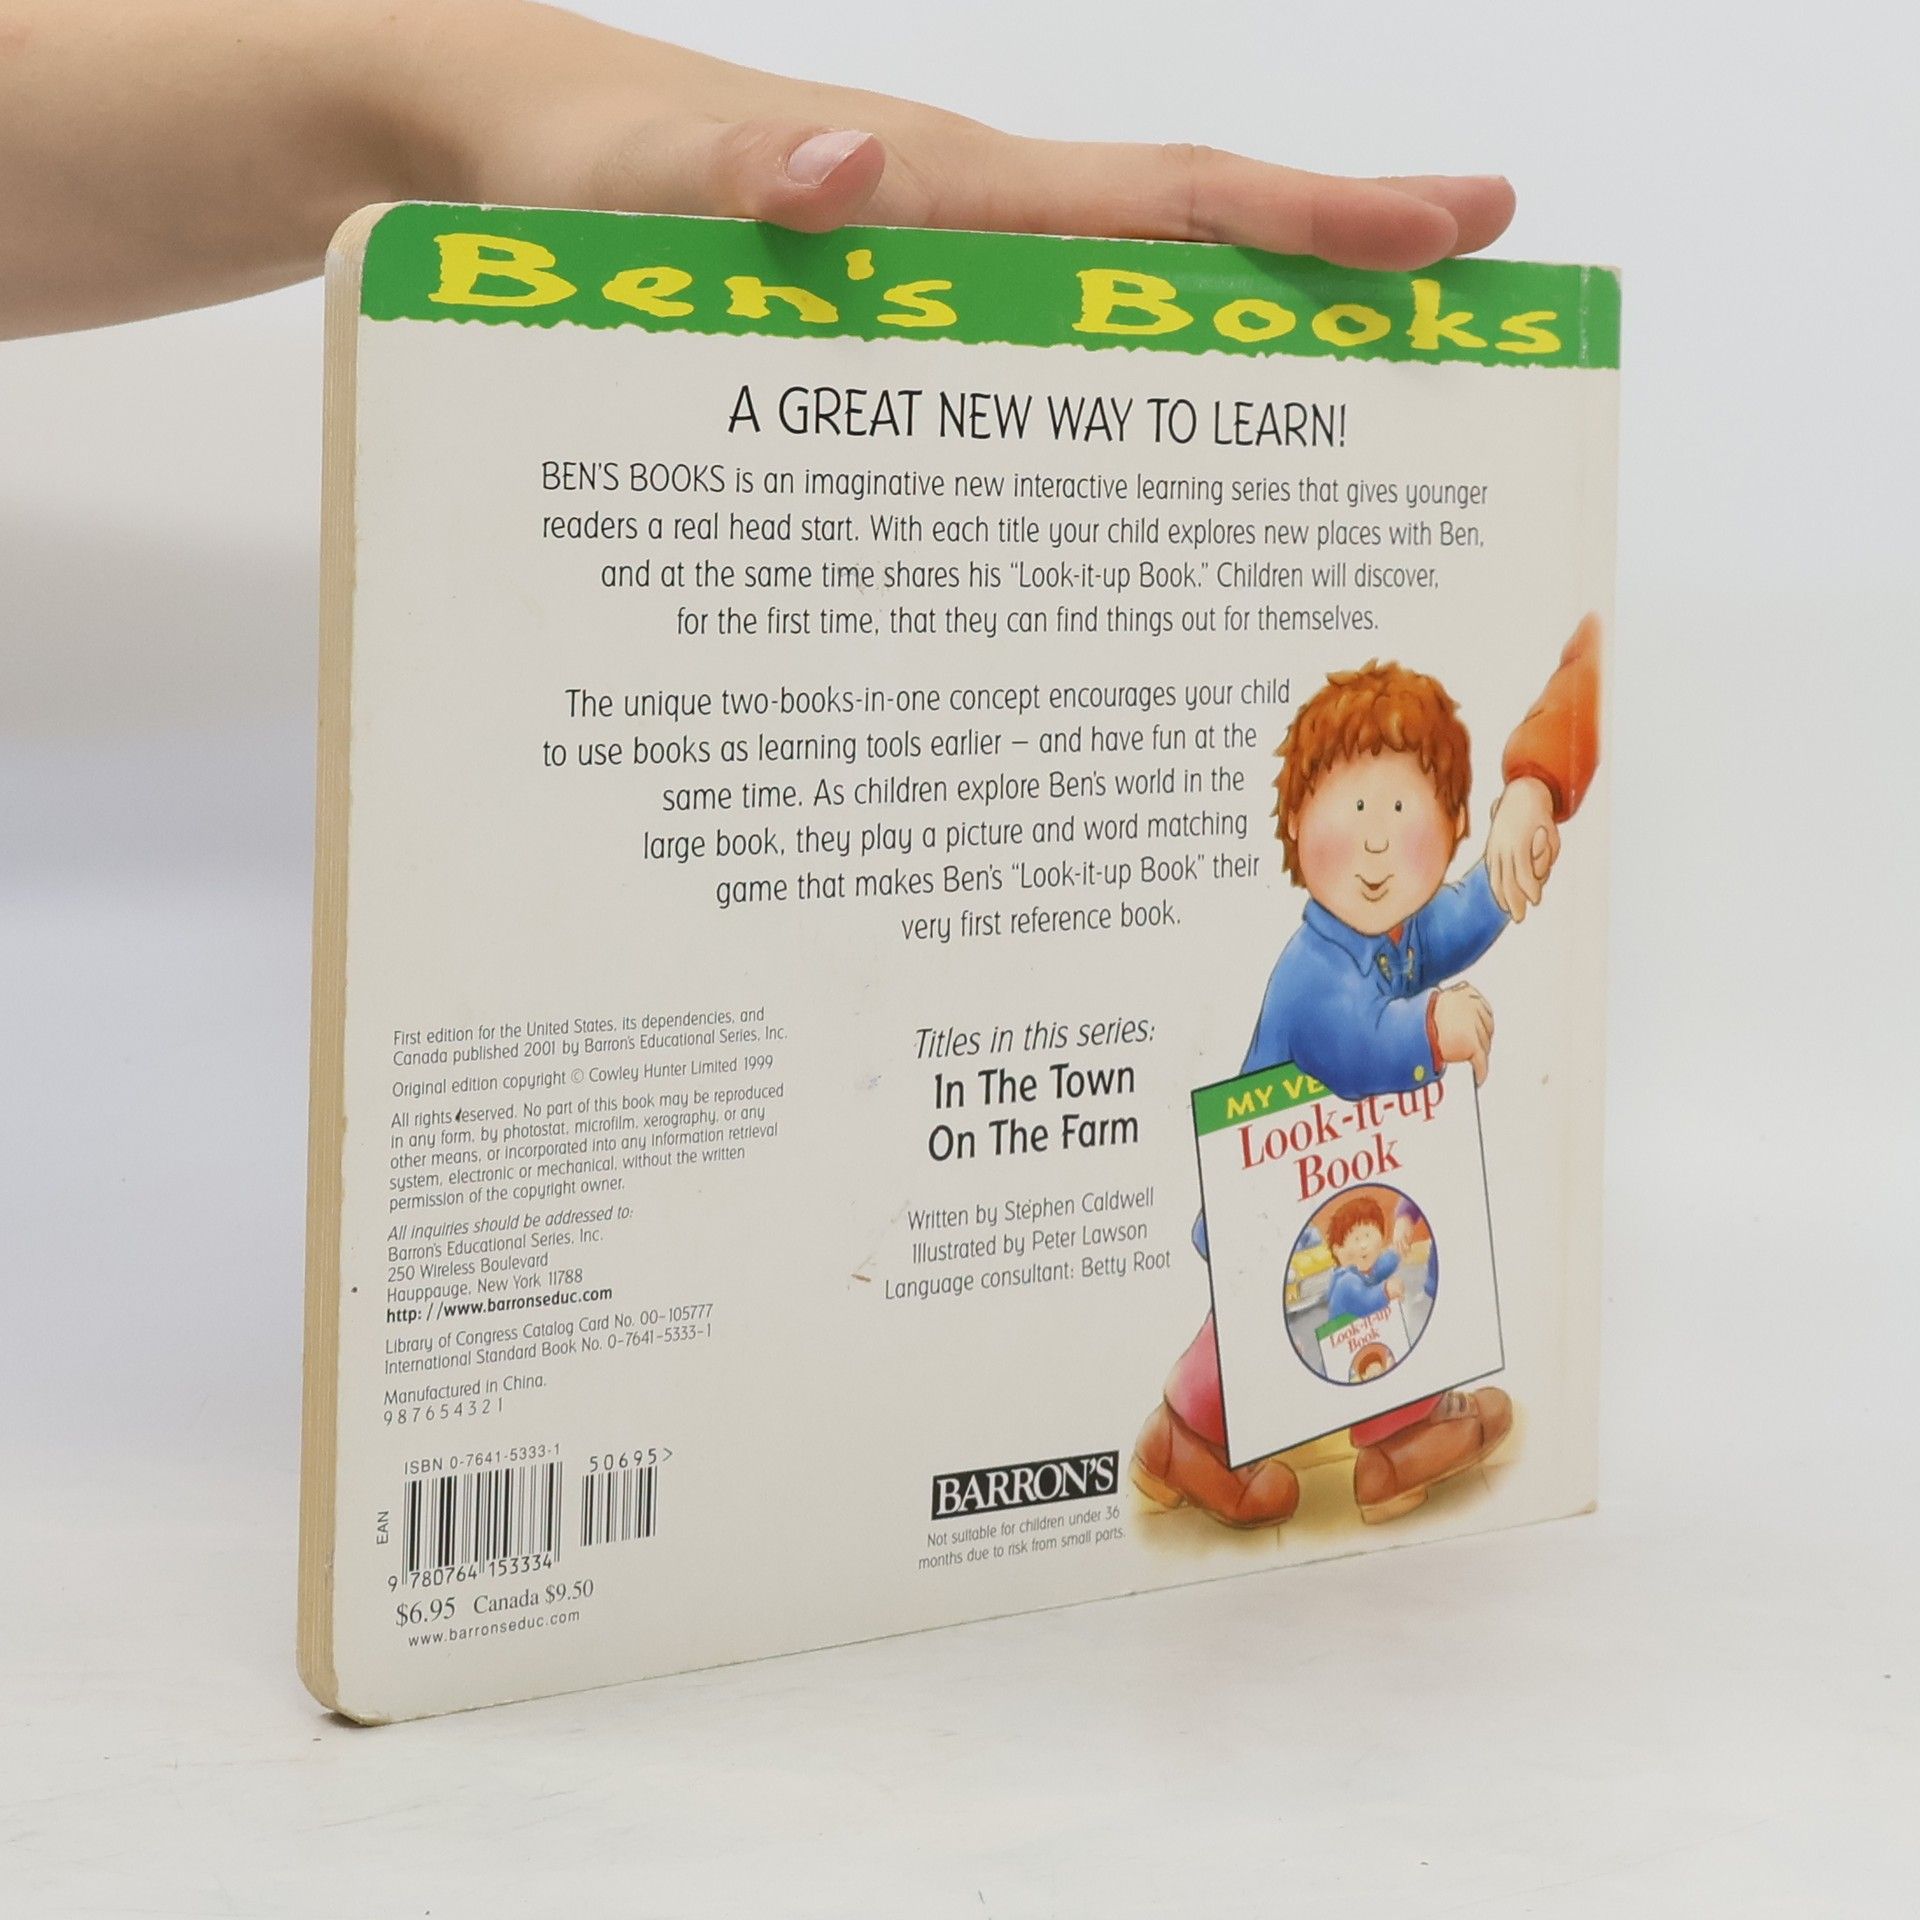 Ben's Books
A GREAT NEW WAY TO LEARN!
BEN'S BOOKS is an imaginative new interactive learning series that gives younger
readers a real head start. With each title your child explores new places with Ben,
and at the same time shares his “Look-it-up Book.” Children will discover,
for the first time, that they can find things out for themselves.
The unique two-books-in-one concept encourages your child
to use books as learning tools earlier – and have fun at the
same time. As children explore Ben's world in the
large book, they play a picture and word matching
game that makes Ben's “Look-it-up Book” their
very first reference book.
First edition for the United States, its dependencies, and
Canada published 2001 by Barron's Educational Series, Inc.
Original edition copyright © Cowley Hunter Limited 1999
All rights reserved. No part of this book may be reproduced
in any form, by photostat, microfilm, xerography, or any
other means, or incorporated into any information retrieval
system, electronic or mechanical, without the written
permission of the copyright owner.
All inquiries should be addressed to:
Barron's Educational Series, Inc.
250 Wireless Boulevard
Hauppauge, New York 11788
http: //www.barronseduc.com
Library of Congress Catalog Card No. 00-105777
International Standard Book No. 0-7641-5333-1
Manufactured in China.
9 8 7 6 5 4 3 2 1
ISBN 0-7641-5333-1
50695>
EAN
9 780764 153334
$6.95 Canada $9.50
www.barronseduc.com
Titles in this series:
In The Town
On The Farm
Written by Stephen Caldwell
Illustrated by Peter Lawson
Language consultant: Betty Root
BARRON'S
Not suitable for children under 36
months due to risk from small parts.
MY VE
Look-it-up
Book
Look-it-up
Book